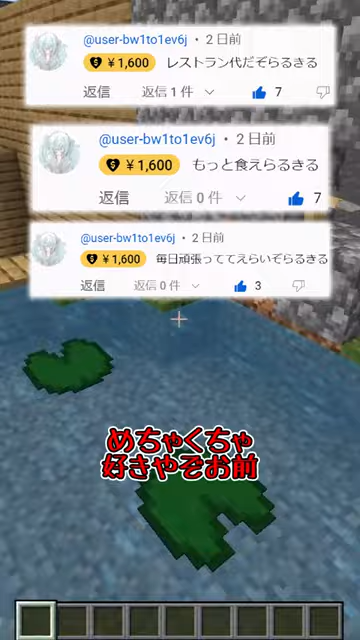 @user-bw1to1ev6j • 2日前
￥1,600 レストラン代だぞらるきる
返信 返信 1 件 7
@user-bw1to1ev6j • 2日前
￥1,600 もっと食えらるきる
返信 返信 0 件 7
@user-bw1to1ev6j • 2日前
￥1,600 毎日頑張っててえらいぞらるきる
返信 返信 0 件 3
めちゃくちゃ
好きやぞお前